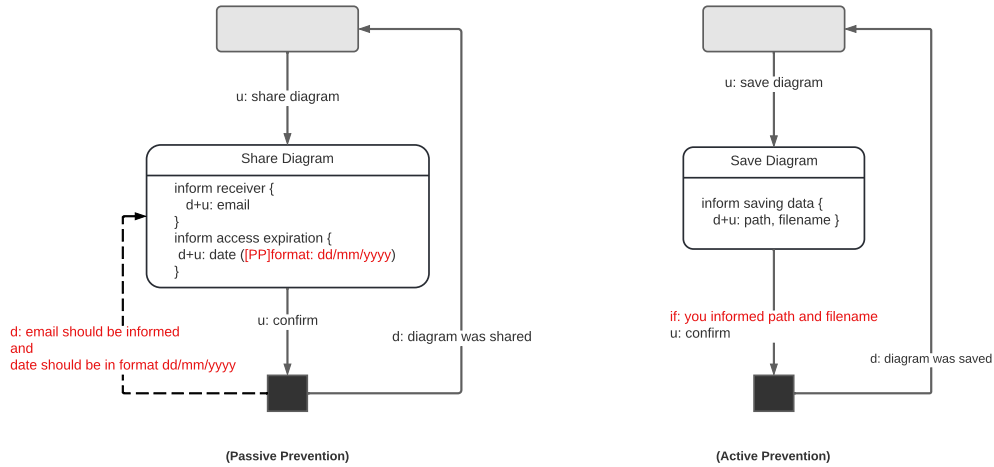 u: share diagram
Share Diagram
inform receiver {
d+u: email
}
inform access expiration {
d+u: date ([PP]format: dd/mm/yyyy)
}
u: confirm
d: email should be informed
and
date should be in format dd/mm/yyyy
d: diagram was shared
(Passive Prevention)
u: save diagram
Save Diagram
inform saving data {
d+u: path, filename }
if: you informed path and filename
u: confirm
d: diagram was saved
(Active Prevention)